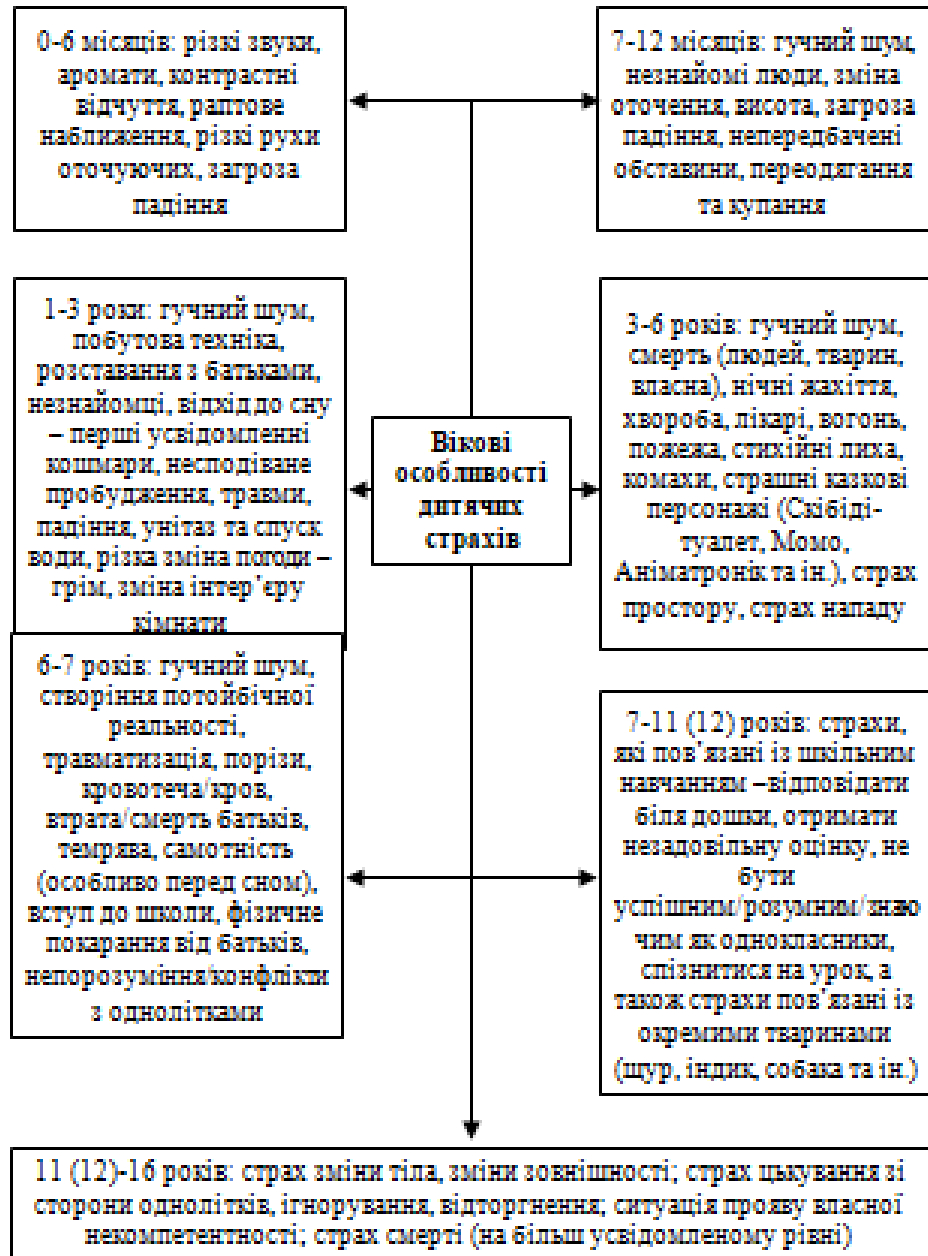 0-6 місяців: різкі звуки,
аромати, контрастні
відчуття, раптове
наближення, різкі рухи
оточуючих, загроза
падіння
7-12 місяців: гучний шум,
незнайомі люди, зміна
оточення, висота, загроза
падіння, непередбачені
обставини, переодягання
та купання
1-3 роки: гучний шум,
побутова техніка,
розставання з батьками,
незнайомці, відхід до сну
– перші усвідомленні
кошмари, несподіване
пробудження, травми,
падіння, унітаз та спуск
води, різка зміна погоди –
грім, зміна інтер’єру
кімнати
3-6 років: гучний шум,
смерть (людей, тварин,
власна), нічні жахіття,
хвороба, лікарі, вогонь,
пожежа, стихійні лиха,
комахи, страшні казкові
персонажі (Скібіді-
туалет, Момо,
Аніматронік та ін.), страх
простору, страх нападу
Вікові
особливості
дитячих
страхів
6-7 років: гучний шум,
створіння потойбічної
реальності,
травматизація, порізи,
кровотеча/кров,
втрата/смерть батьків,
темрява, самотність
(особливо перед сном),
вступ до школи, фізичне
покарання від батьків,
непорозуміння/конфлікти
з однолітками
7-11 (12) років: страхи,
які пов’язані із шкільним
навчанням –відповідати
біля дошки, отримати
незадовільну оцінку, не
бути
успішним/розумним/знаю
чим як однокласники,
спізнитися на урок, а
також страхи пов’язані із
окремими тваринами
(щур, індик, собака та ін.)
11 (12)-16 років: страх зміни тіла, зміни зовнішності; страх цькування зі
сторони однолітків, ігнорування, відторгнення; ситуація прояву власної
некомпетентності; страх смерті (на більш усвідомленому рівні)